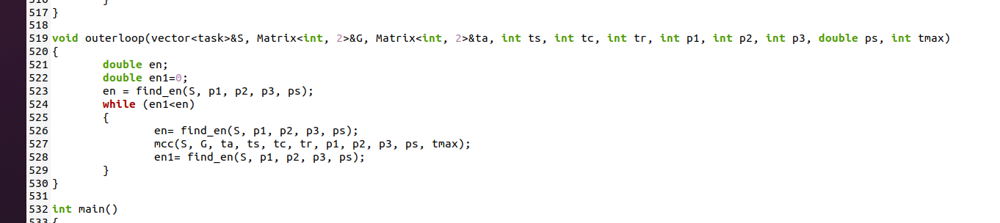 516 }
517 }
518
519 void outerloop(vector<task>&S, Matrix<int, 2>&G, Matrix<int, 2>&ta, int ts, int tc, int tr, int p1, int p2, int p3, double ps, int tmax)
520 {
521 double en;
522 double en1=0;
523 en = find_en(S, p1, p2, p3, ps);
524 while (en1<en)
525 {
526 en= find_en(S, p1, p2, p3, ps);
527 mcc(S, G, ta, ts, tc, tr, p1, p2, p3, ps, tmax);
528 en1= find_en(S, p1, p2, p3, ps);
529 }
530 }
531
532 int main()
533 {